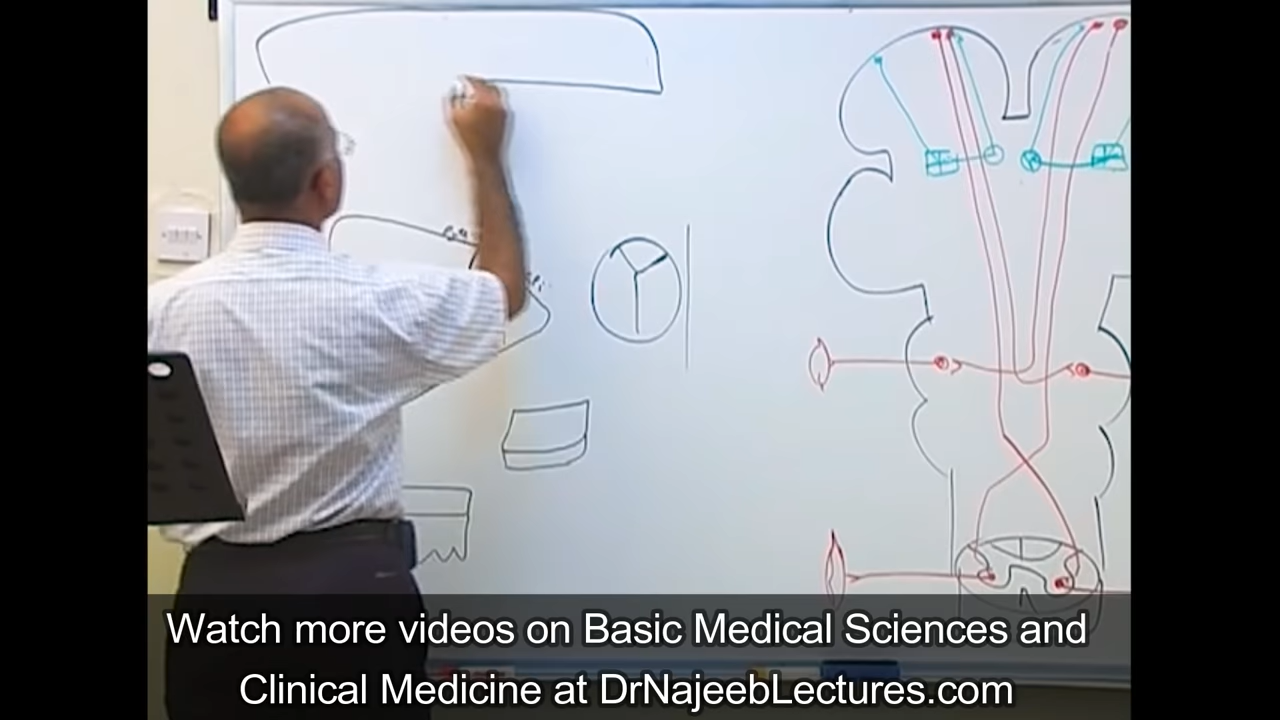 Watch more videos on Basic Medical Sciences and
Clinical Medicine at DrNajeebLectures.com